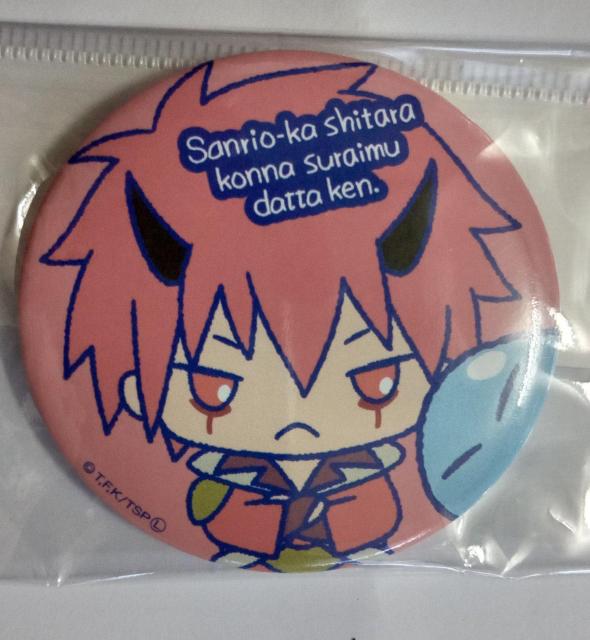 Sanrio-ka shitara
konna suraimu
datta ken.
©T.F.K/TSP Ⓛ